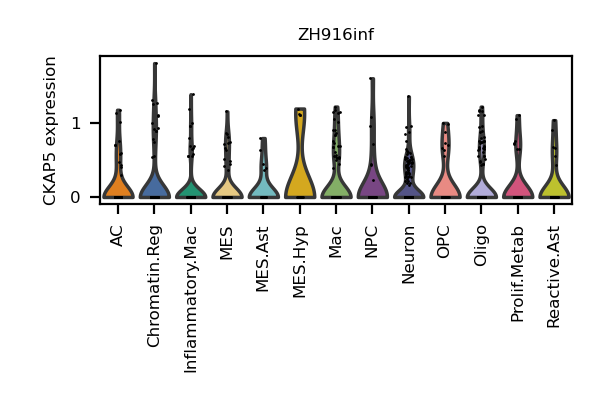 ZH916inf
CKAP5 expression
1
0
AC
Chromatin.Reg
Inflammatory.Mac
MES
MES.Ast
MES.Hyp
Mac
NPC
Neuron
OPC
Oligo
Prolif.Metab
Reactive.Ast